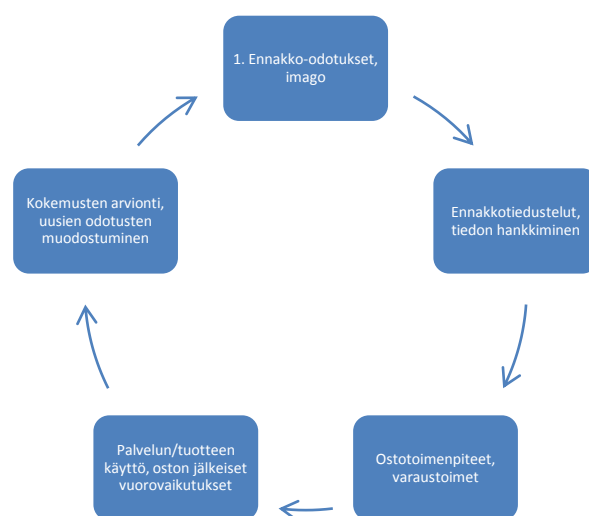 1. Ennakko-odotukset,
imago
Ennakkotiedustelut,
tiedon hankkiminen
Ostotoimenpiteet,
varaustoimet
Palvelun/tuotteen
käyttö, oston jälkeiset
vuorovaikutukset
Kokemusten arvionti,
uusien odotusten
muodostuminen